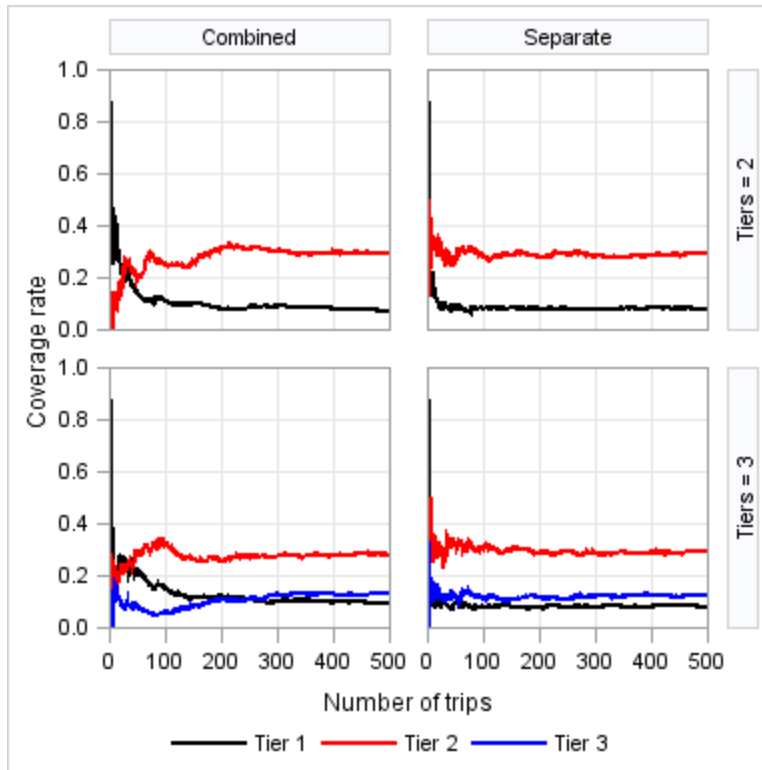 Combined Separate
1.0
0.8
0.6
0.4
0.2
0.0
Tiers = 2
Coverage rate
1.0
0.8
0.6
0.4
0.2
0.0
Tiers = 3
0 100 200 300 400 500 0 100 200 300 400 500
Number of trips
Tier 1 Tier 2 Tier 3